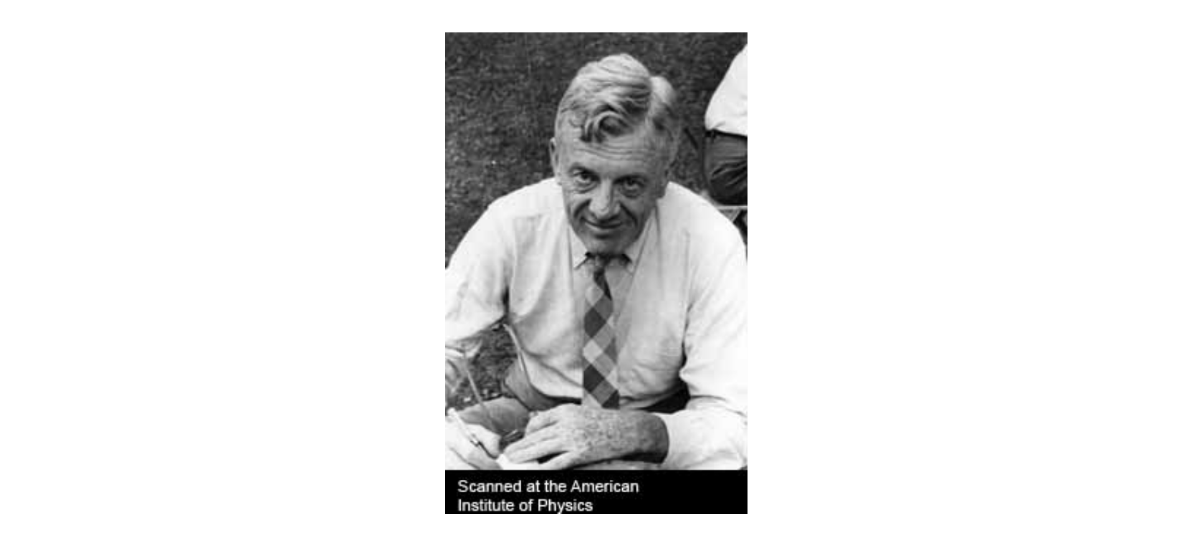 Scanned at the American
Institute of Physics